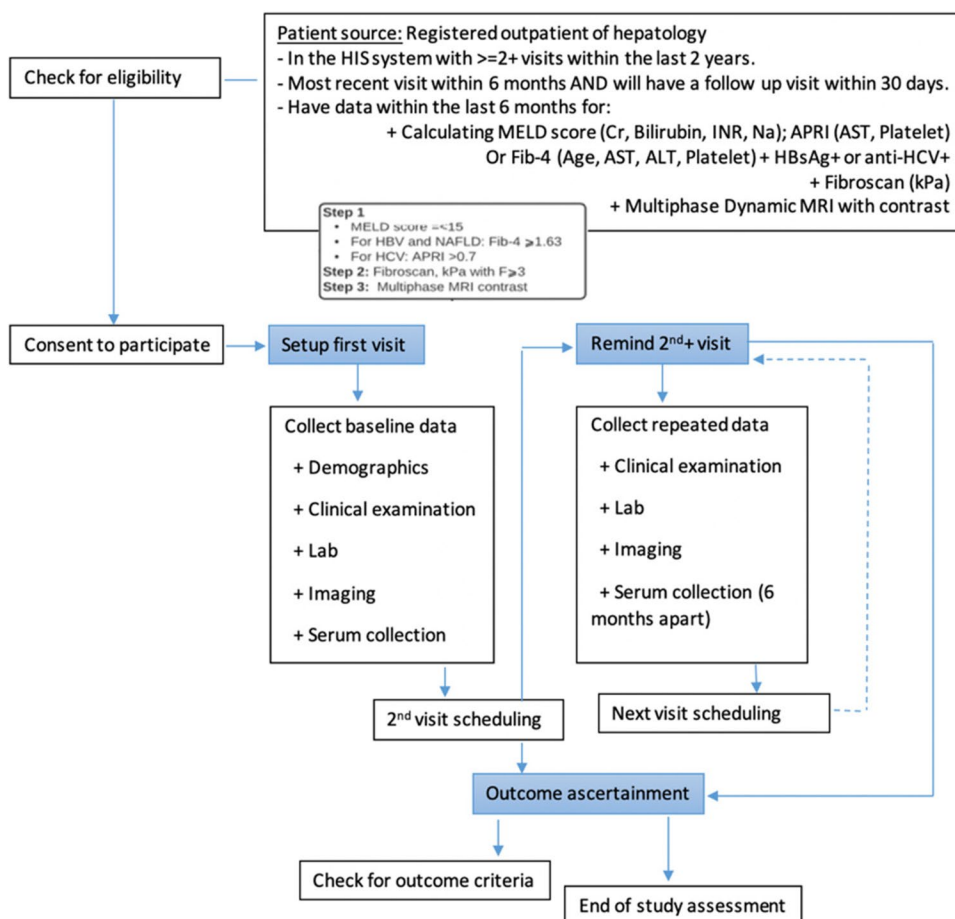 Check for eligibility
Patient source: Registered outpatient of hepatology
- In the HIS system with >=2+ visits within the last 2 years.
- Most recent visit within 6 months AND will have a follow up visit within 30 days.
- Have data within the last 6 months for:
+ Calculating MELD score (Cr, Bilirubin, INR, Na); APRI (AST, Platelet)
Or Fib-4 (Age, AST, ALT, Platelet) + HBsAg+ or anti-HCV+
+ Fibroscan (kPa)
+ Multiphase Dynamic MRI with contrast
Step 1
• MELD score =<15
• For HBV and NAFLD: Fib-4 ⩾1.63
• For HCV: APRI >0.7
Step 2: Fibroscan, kPa with F⩾3
Step 3: Multiphase MRI contrast
Consent to participate
Setup first visit
Remind 2nd+ visit
Collect baseline data
+ Demographics
+ Clinical examination
+ Lab
+ Imaging
+ Serum collection
Collect repeated data
+ Clinical examination
+ Lab
+ Imaging
+ Serum collection (6
months apart)
2nd visit scheduling
Next visit scheduling
Outcome ascertainment
Check for outcome criteria
End of study assessment